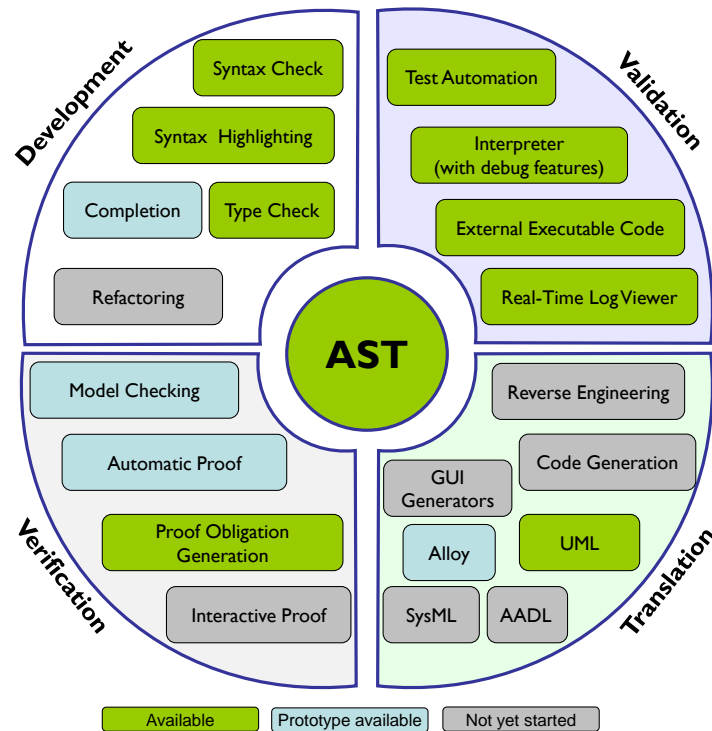 Development
Syntax Check
Syntax Highlighting
Completion
Type Check
Refactoring
Validation
Test Automation
Interpreter
(with debug features)
External Executable Code
Real-Time Log Viewer
AST
Verification
Model Checking
Automatic Proof
Proof Obligation
Generation
Interactive Proof
Translation
Reverse Engineering
Code Generation
GUI
Generators
Alloy
UML
SysML
AADL
Available
Prototype available
Not yet started